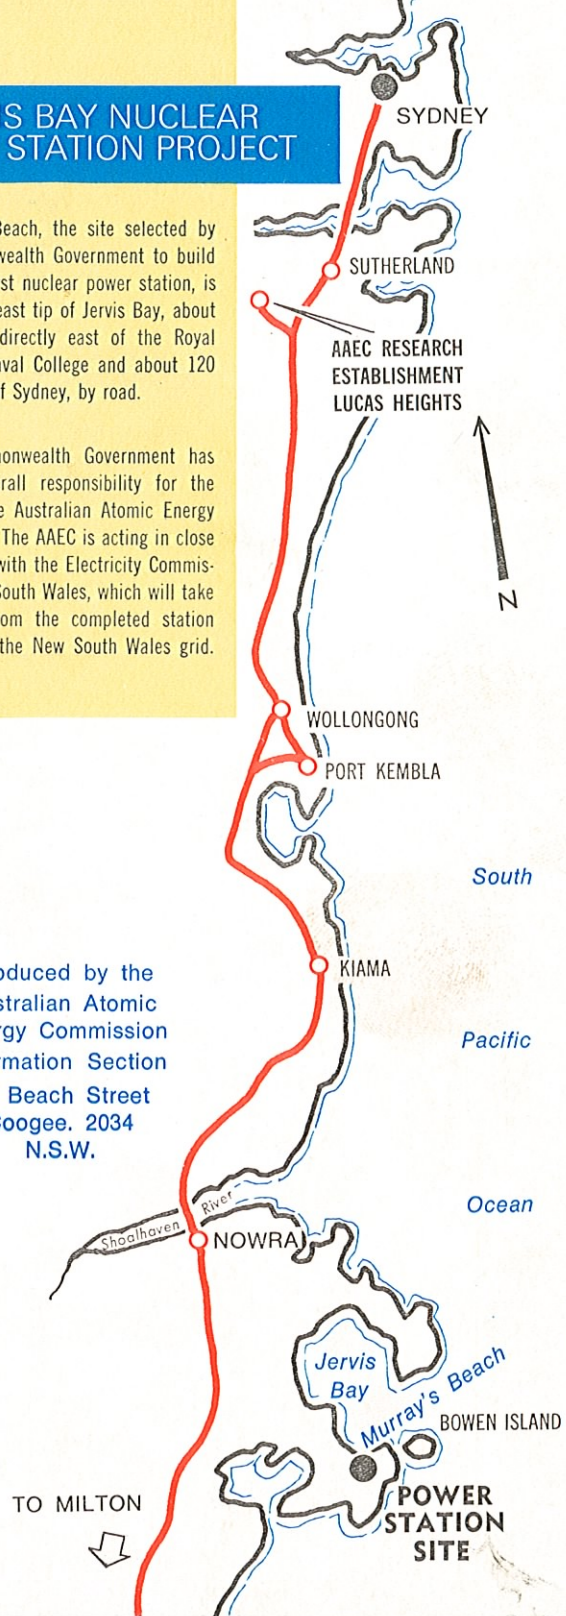 S BAY NUCLEAR
STATION PROJECT
Beach, the site selected by
wealth Government to build
st nuclear power station, is
east tip of Jervis Bay, about
directly east of the Royal
aval College and about 120
f Sydney, by road.
onwealth Government has
rall responsibility for the
e Australian Atomic Energy
The AAEC is acting in close
with the Electricity Commis-
South Wales, which will take
om the completed station
the New South Wales grid.
SYDNEY
SUTHERLAND
AAEC RESEARCH
ESTABLISHMENT
LUCAS HEIGHTS
N
WOLLONGONG
PORT KEMBLA
South
KIAMA
Pacific
oduced by the
stralian Atomic
rgy Commission
rmation Section
Beach Street
Coogee. 2034
N.S.W.
Ocean
Shoalhaven River
NOWRA
Jervis
Bay
Murray's Beach
BOWEN ISLAND
POWER
STATION
SITE
TO MILTON